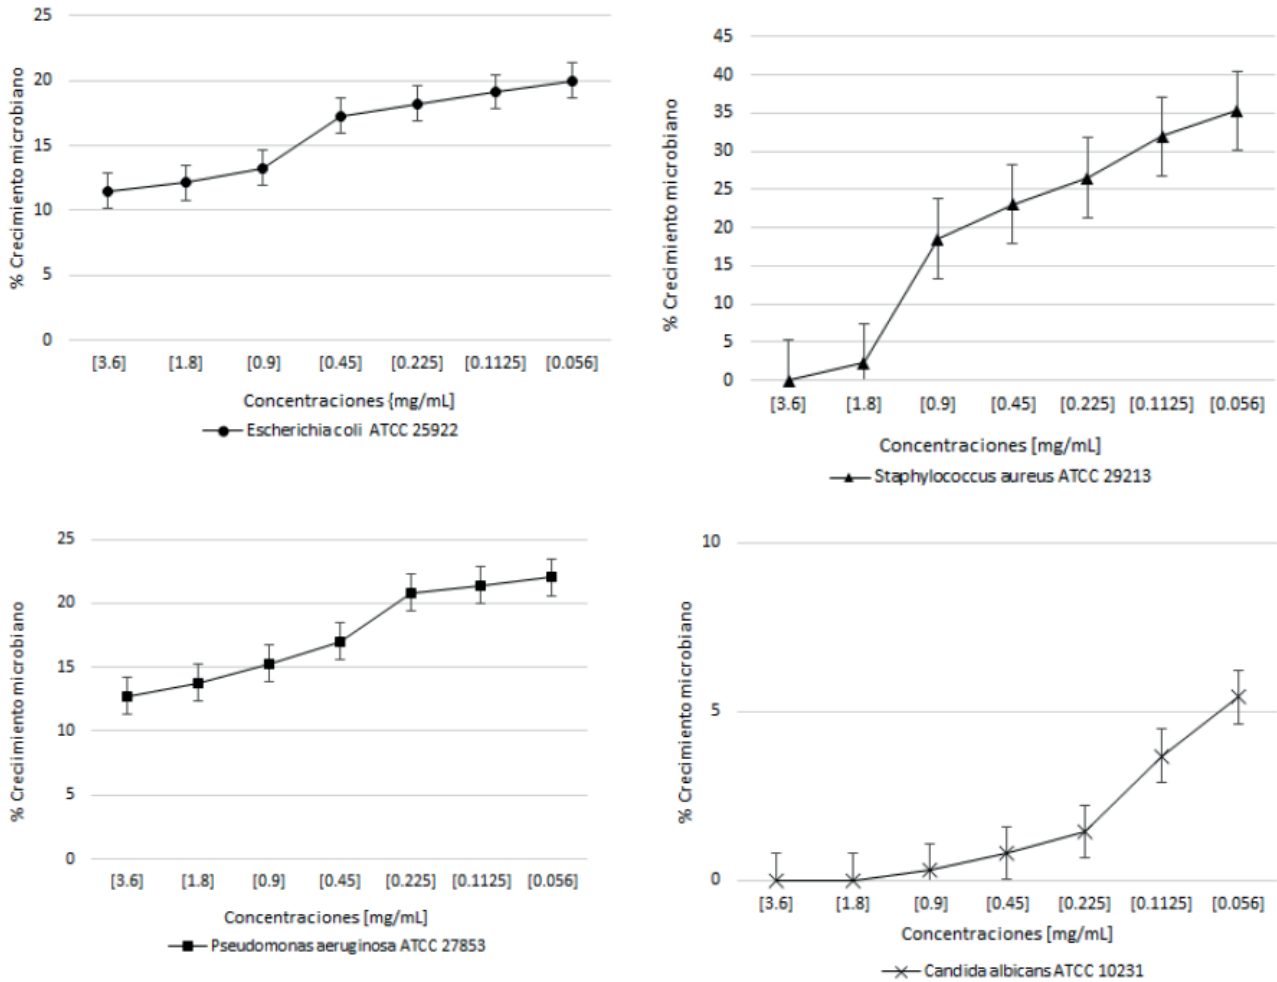 % Crecimiento microbiano
25
20
15
10
5
0
[3.6] [1.8] [0.9] [0.45] [0.225] [0.1125] [0.056]
Concentraciones {mg/mL]
Escherichia coli ATCC 25922
% Crecimiento microbiano
45
40
35
30
25
20
15
10
5
0
[3.6] [1.8] [0.9] [0.45] [0.225] [0.1125] [0.056]
Concentraciones [mg/mL]
Staphylococcus aureus ATCC 29213
% Crecimiento microbiano
25
20
15
10
5
0
[3.6] [1.8] [0.9] [0.45] [0.225] [0.1125] [0.056]
Concentraciones [mg/mL]
Pseudomonas aeruginosa ATCC 27853
% Crecimiento microbiano
10
5
0
[3.6] [1.8] [0.9] [0.45] [0.225] [0.1125] [0.056]
Concentraciones [mg/mL]
Candida albicans ATCC 10231